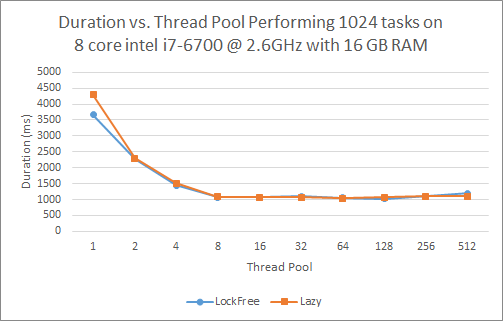 Duration vs. Thread Pool Performing 1024 tasks on
8 core intel i7-6700 @ 2.6GHz with 16 GB RAM
5000
4500
4000
3500
3000
2500
2000
1500
1000
500
0
Duration (ms)
1 2 4 8 16 32 64 128 256 512
Thread Pool
LockFree Lazy